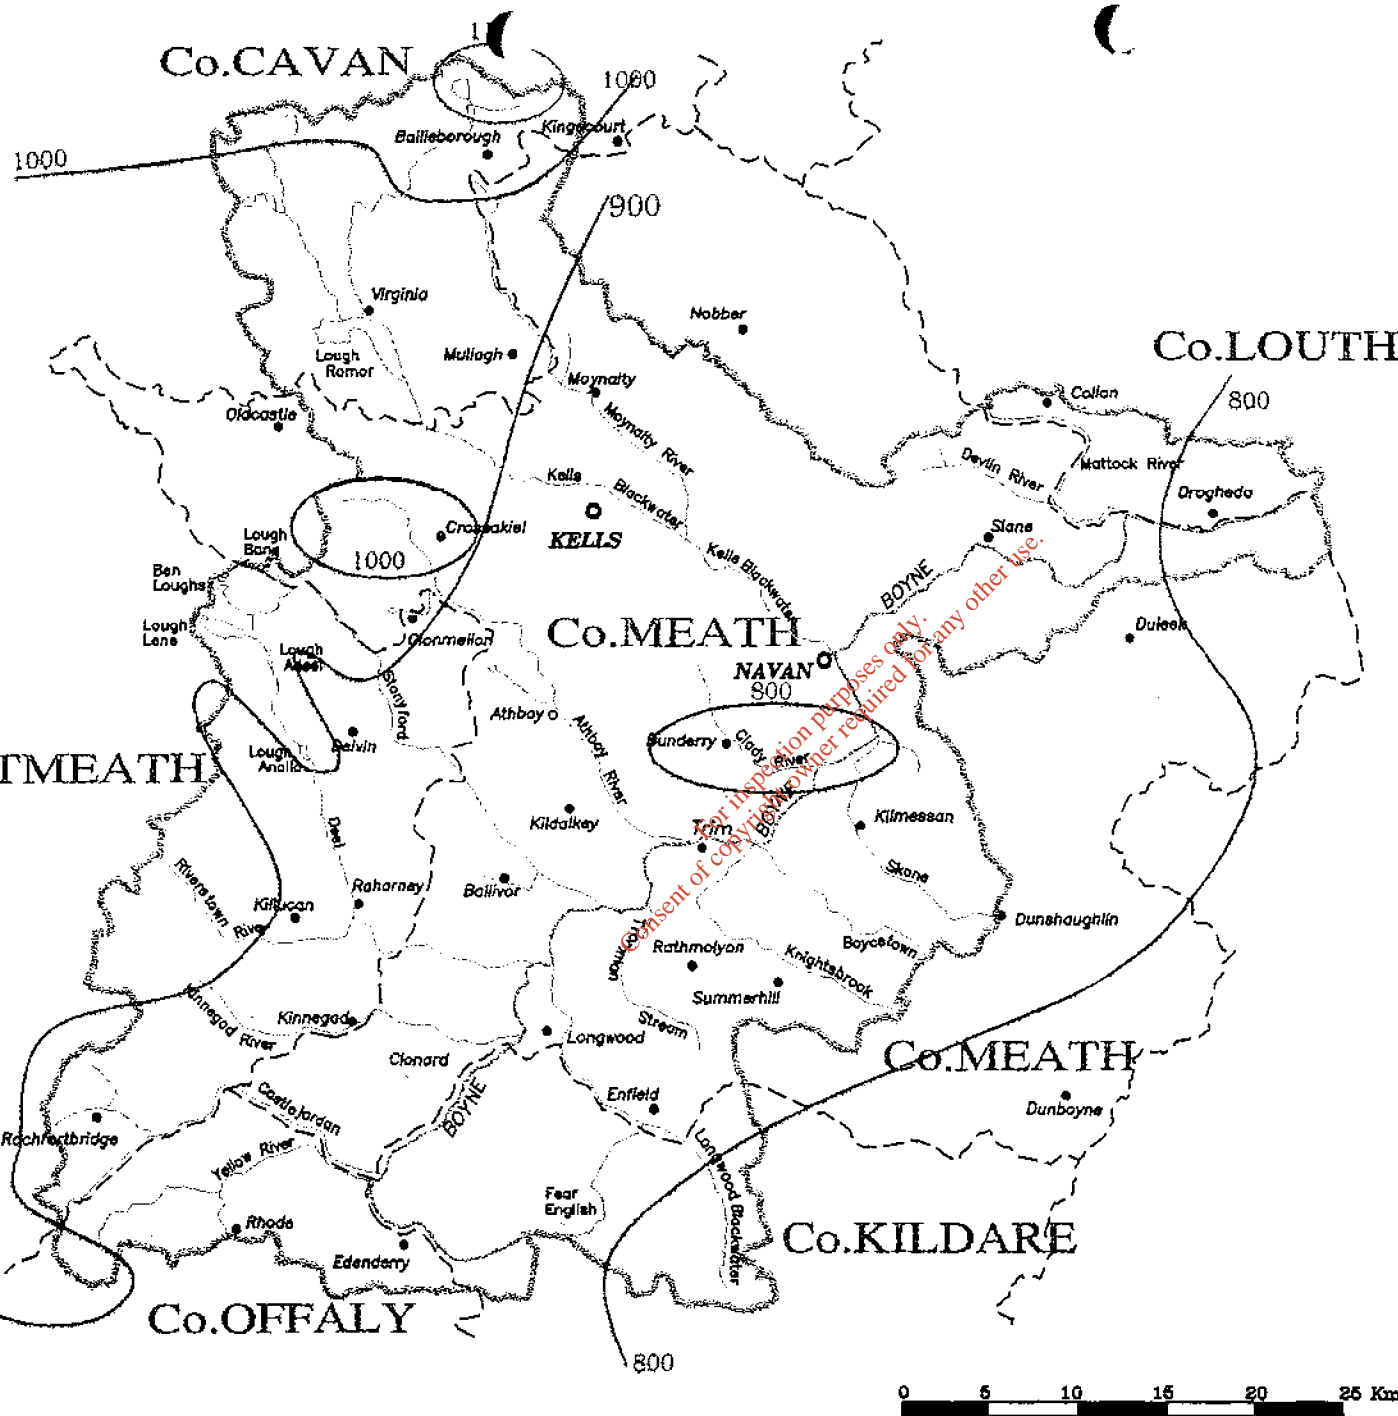 Co.CAVAN
1000
Bailieborough
Kingscourt
1000
900
Virginia
Nobber
Lough
Ramor
Mullagh
Moynalty
Co.LOUTH
800
Collan
Oldcastle
Moynalty River
Devlin River
Mattock River
Drogheda
Kells
Blackwater
Slane
Crossakiel
KELLS
Lough
Bane
1000
Ben
Loughs
Kells Blackwater
BOYNE
Lough
Lene
Clonmellon
Co.MEATH
Duleek
Lough
NAVAN
800
Stonyford
Athboy
Athboy River
Dunderry
Clady River
Delvin
TMEATH
Lough
Analla
BOYNE
Kildalkey
Trim
Kilmessan
Deel
Skane
Riverstown
River
Killucan
Raharney
Ballivor
Dunshaughlin
Boycetown
Rathmolyon
Knightsbrook
Summerhill
Stream
Kinnegad River
Kinnegad
Longwood
Clonard
Co.MEATH
BOYNE
Castlejordan
Enfield
Dunboyne
Rochfortbridge
Yellow River
Longwood Blackwater
Fear
English
Rhode
Edenderry
Co.KILDARE
Co.OFFALY
800
0 5 10 15 20 25 Km
For inspection purposes only.
Consent of copyright owner required for any other use.